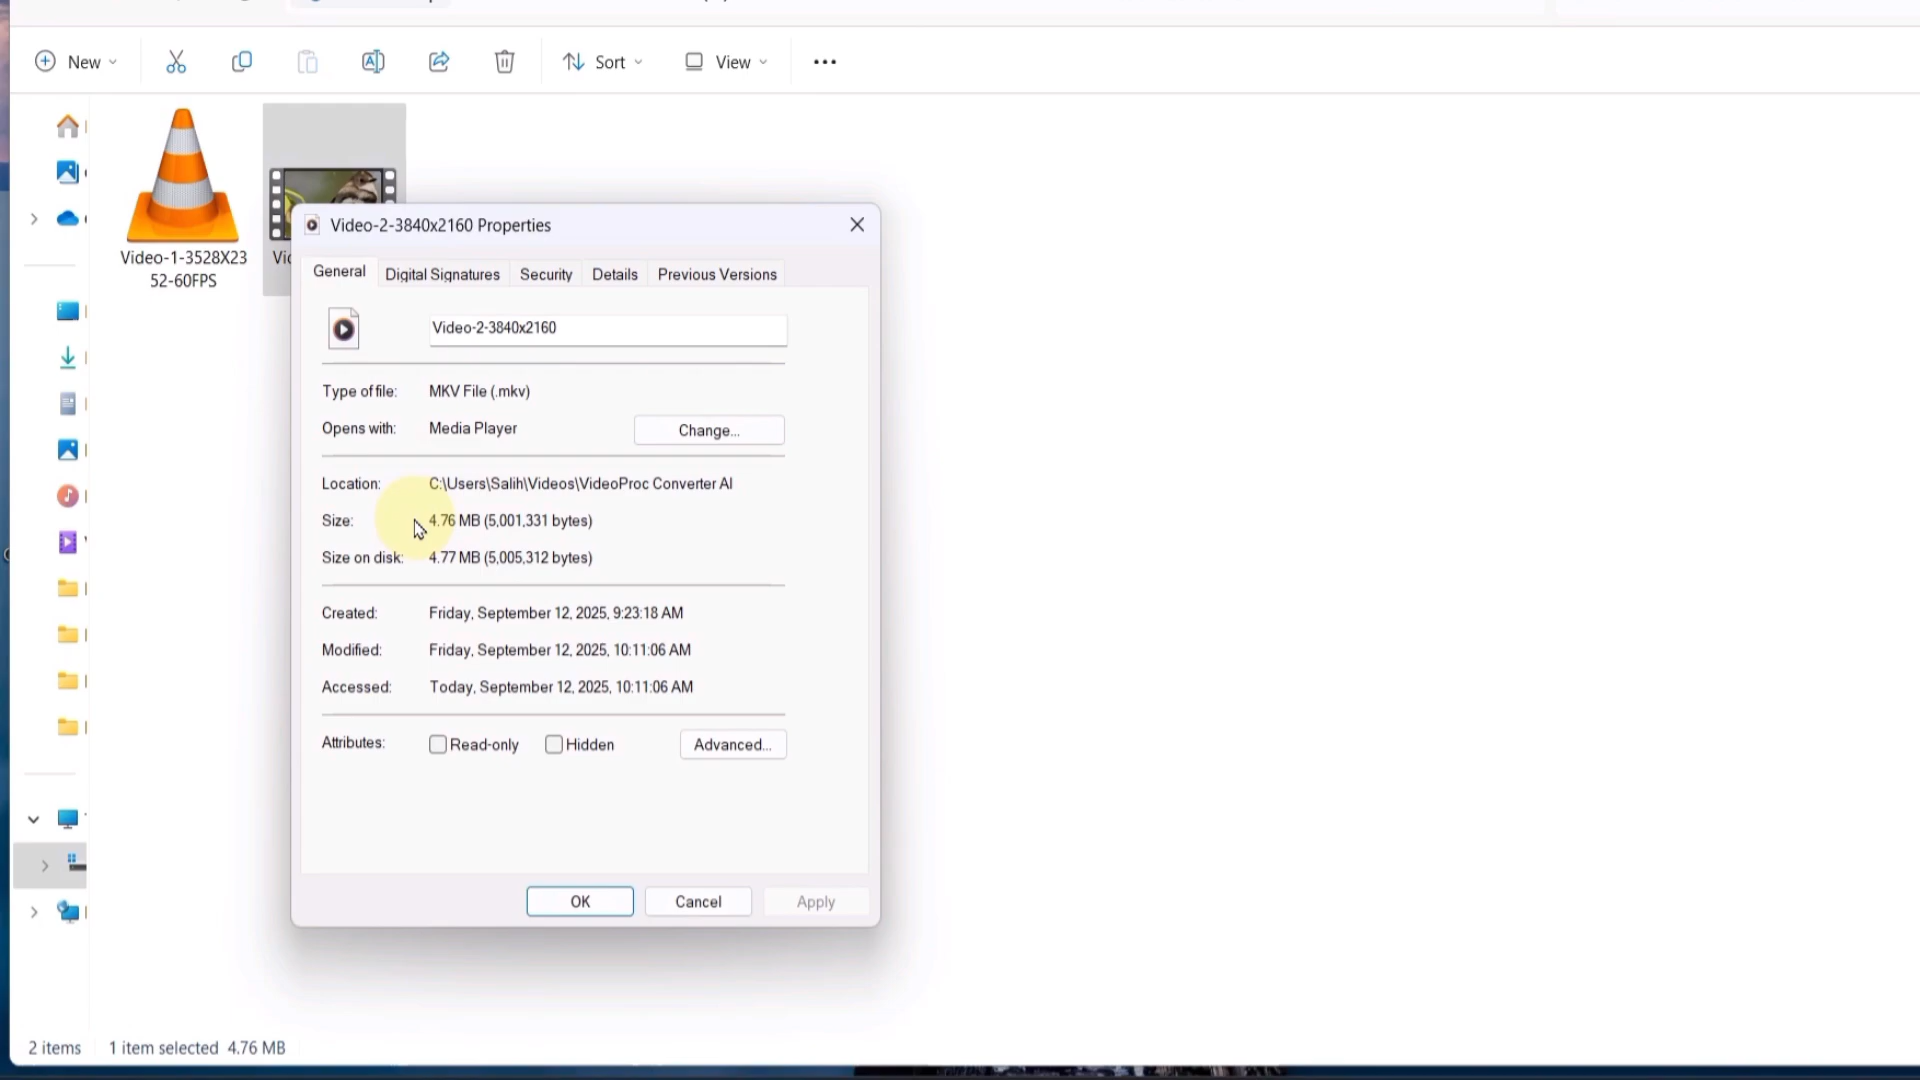 New
Sort
View
Video-1-3528X23
52-60FPS
Video-2-3840x2160 Properties
General
Digital Signatures
Security
Details
Previous Versions
Video-2-3840x2160
Type of file:
MKV File (.mkv)
Opens with:
Media Player
Change...
Location:
C:\Users\Salih\Videos\VideoProc Converter AI
Size:
4.76 MB (5,001,331 bytes)
Size on disk:
4.77 MB (5,005,312 bytes)
Created:
Friday, September 12, 2025, 9:23:18 AM
Modified:
Friday, September 12, 2025, 10:11:06 AM
Accessed:
Today, September 12, 2025, 10:11:06 AM
Attributes:
Read-only
Hidden
Advanced...
OK
Cancel
Apply
2 items
1 item selected 4.76 MB